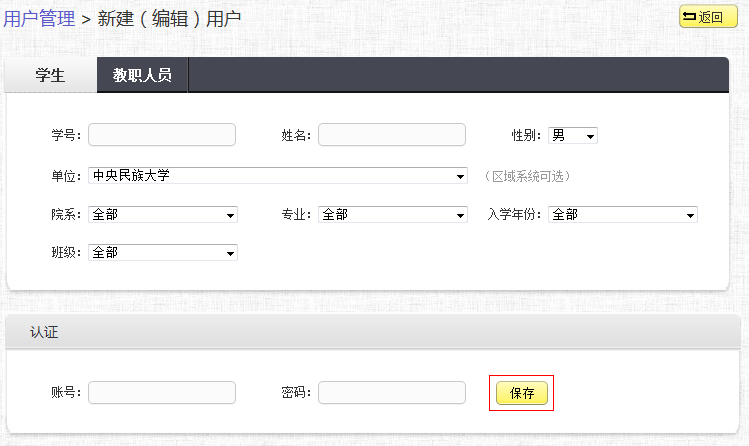 用户管理 > 新建（编辑）用户 返回
学生 教职人员
学号： 姓名： 性别： 男
单位： 中央民族大学 （区域系统可选）
院系： 全部 专业： 全部 入学年份： 全部
班级： 全部
认证
账号： 密码： 保存